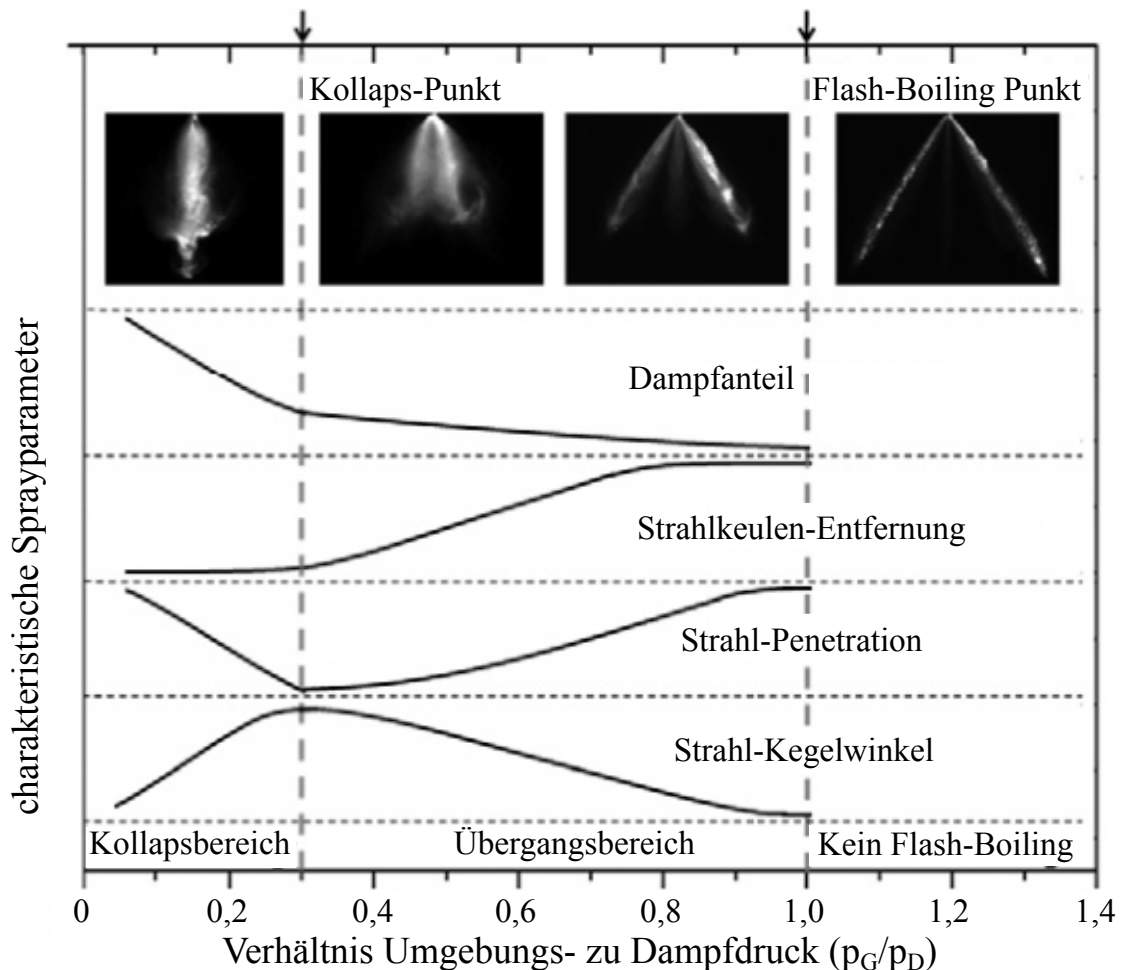 Kollaps-Punkt
Flash-Boiling Punkt
charakteristische Sprayparameter
Dampfanteil
Strahlkeulen-Entfernung
Strahl-Penetration
Strahl-Kegelwinkel
Kollapsbereich
Übergangsbereich
Kein Flash-Boiling
0 0,2 0,4 0,6 0,8 1,0 1,2 1,4
Verhältnis Umgebungs- zu Dampfdruck (pG/pD)